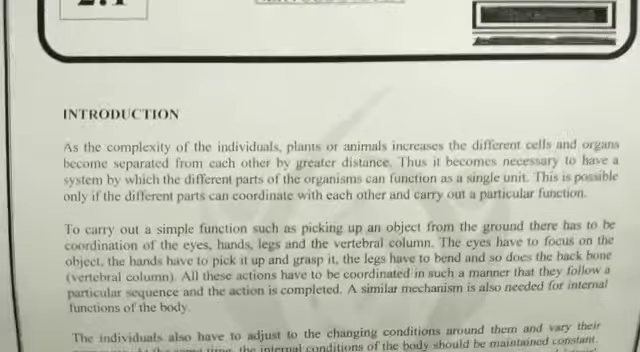 2.1
INTRODUCTION
As the complexity of the individuals, plants or animals increases the different cells and organs
become separated from each other by greater distance. Thus it becomes necessary to have a
system by which the different parts of the organisms can function as a single unit. This is possible
only if the different parts can coordinate with each other and carry out a particular function.
To carry out a simple function such as picking up an object from the ground there has to be
coordination of the eyes, hands, legs and the vertebral column. The eyes have to focus on the
object, the hands have to pick it up and grasp it, the legs have to bend and so does the back bone
(vertebral column). All these actions have to be coordinated in such a manner that they follow a
particular sequence and the action is completed. A similar mechanism is also needed for internal
functions of the body.
The individuals also have to adjust to the changing conditions around them and vary their
the internal conditions of the body should be maintained constant.